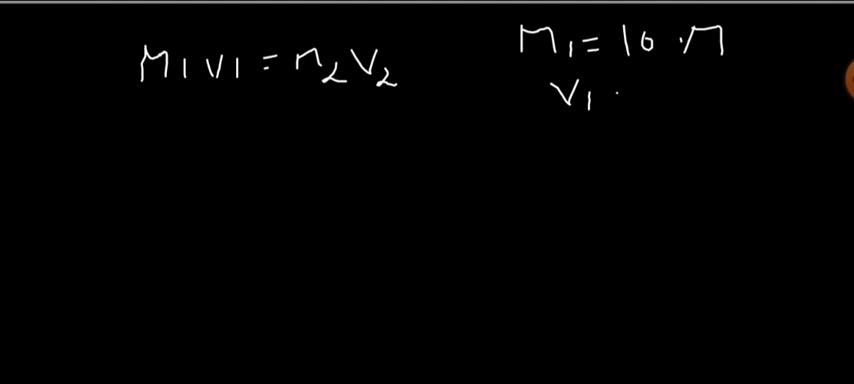 M1V1 = M2V2
M1 = 10 M
V1